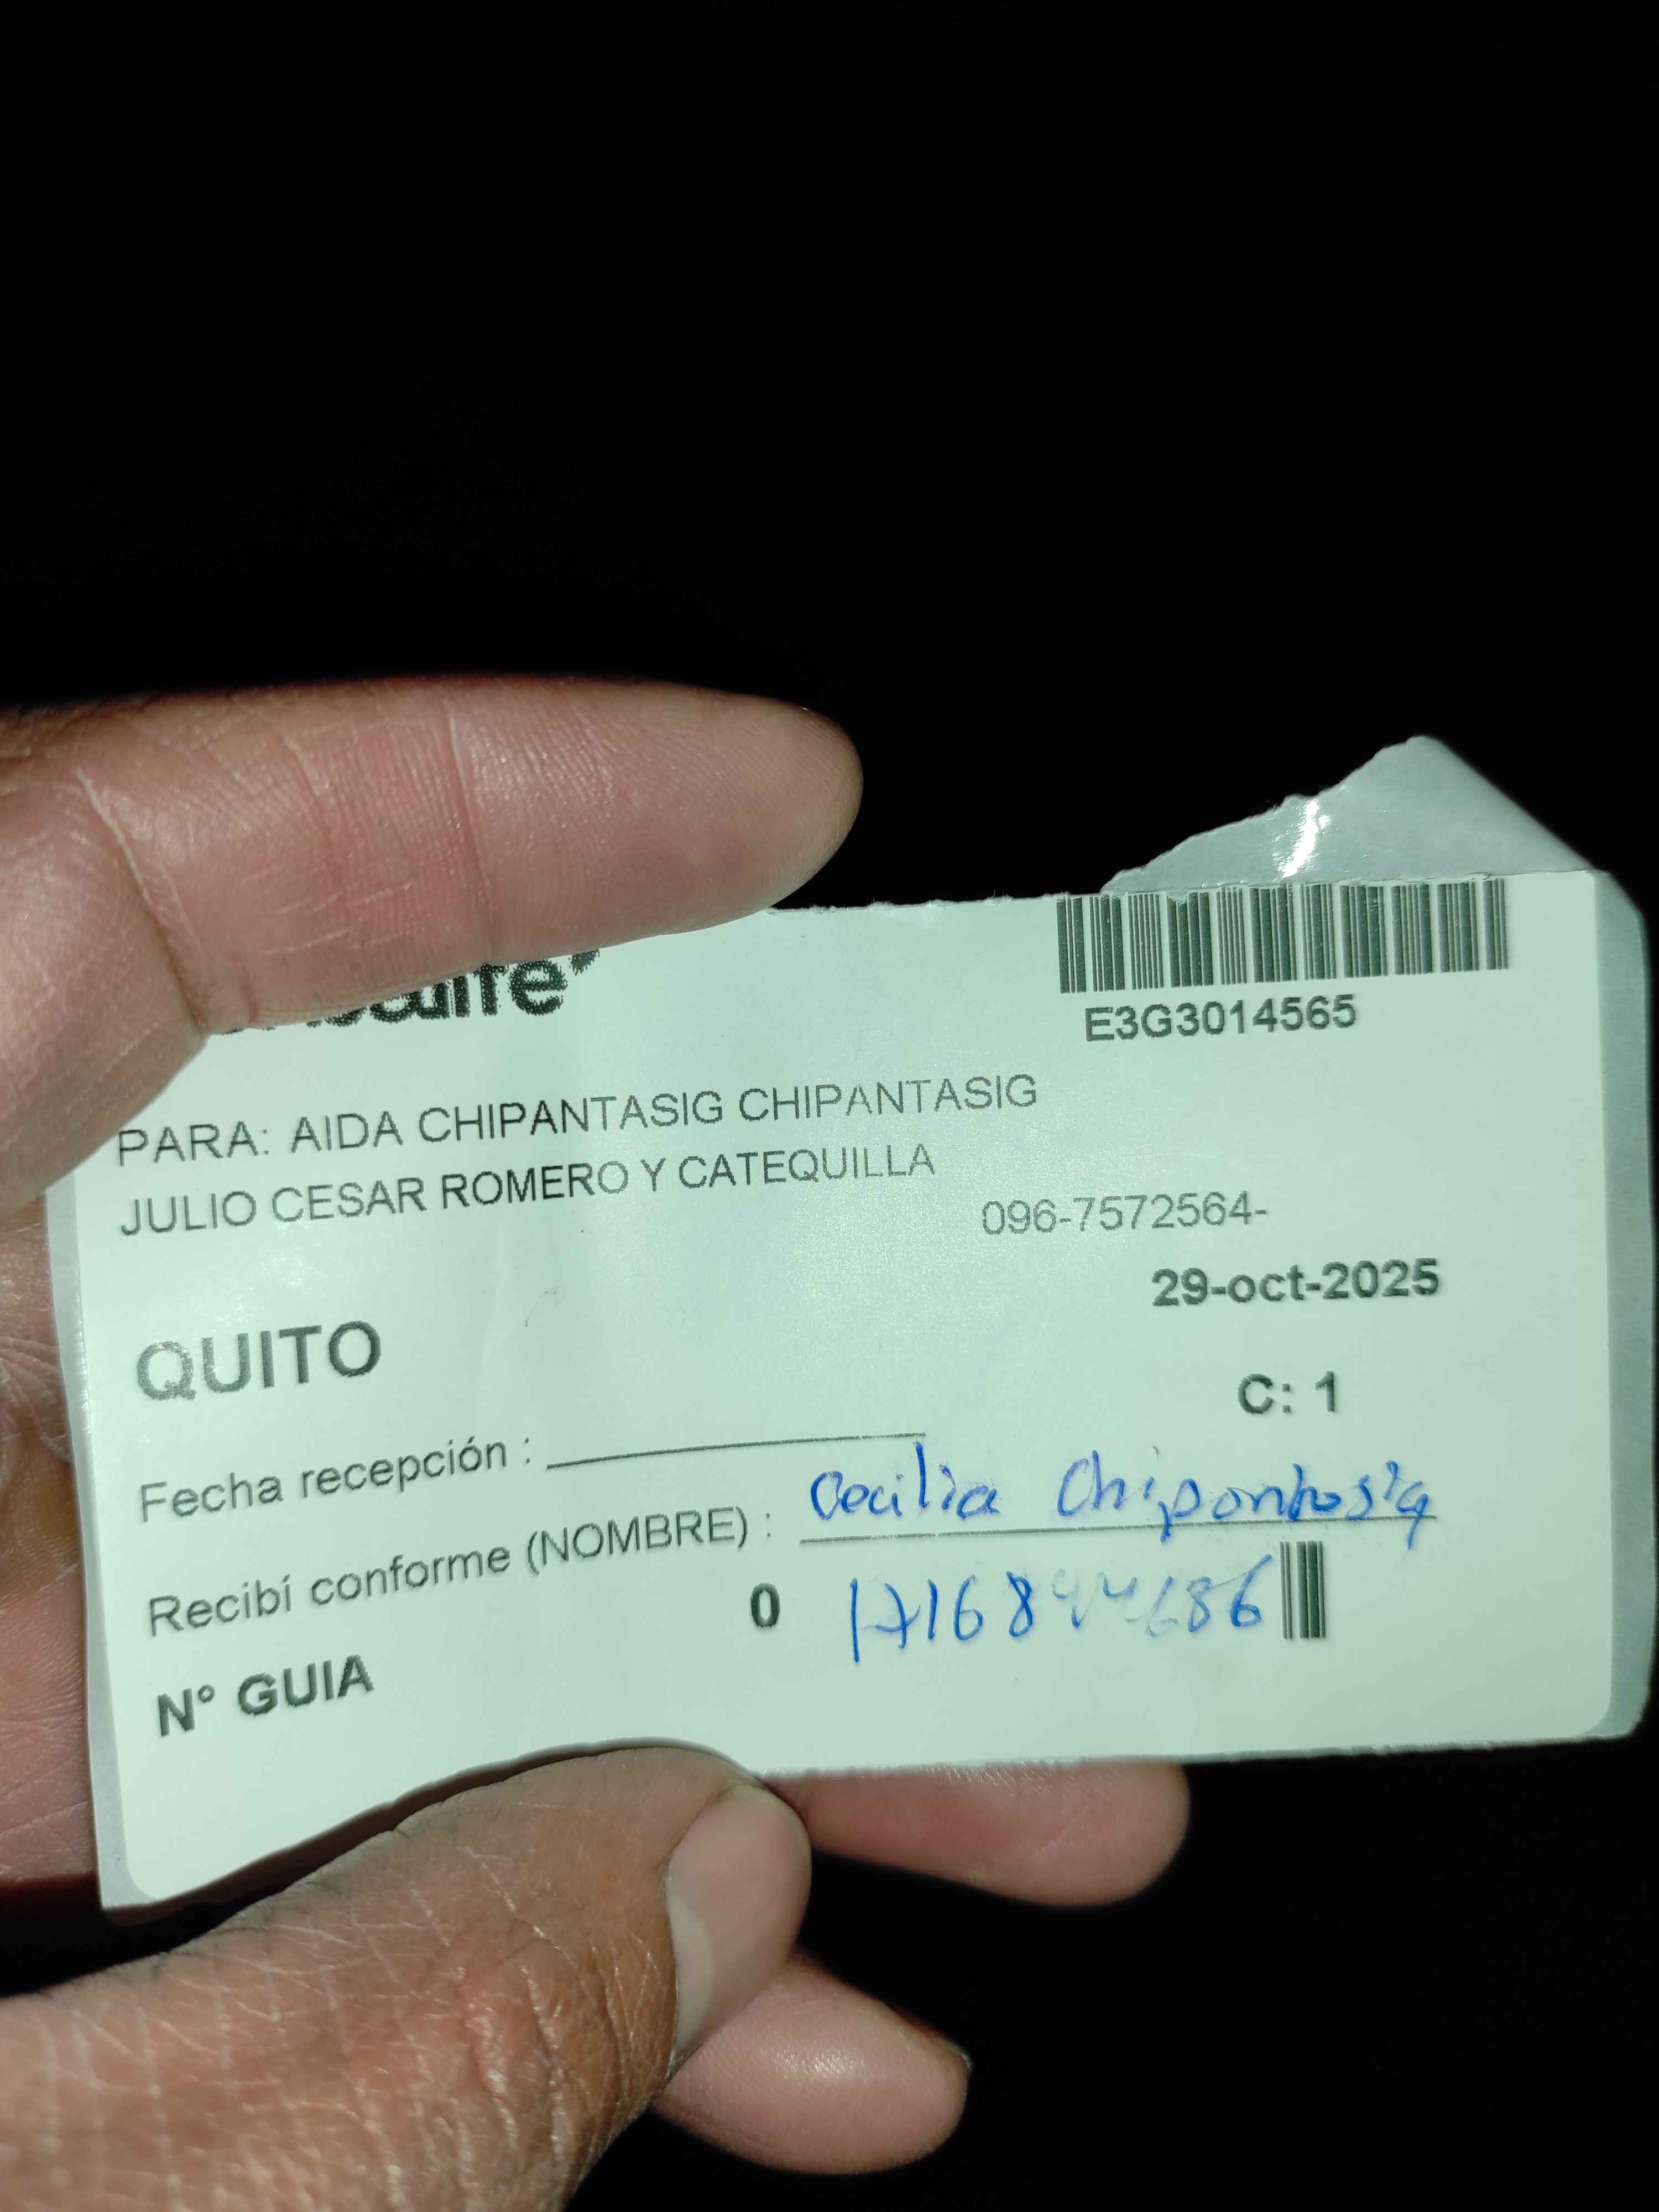 E3G3014565
PARA: AIDA CHIPANTASIG CHIPANTASIG
JULIO CESAR ROMERO Y CATEQUILLA
096-7572564-
29-oct-2025
QUITO
C: 1
Fecha recepción :
Recibí conforme (NOMBRE) : Cecilia Chipantasig
N° GUIA 0